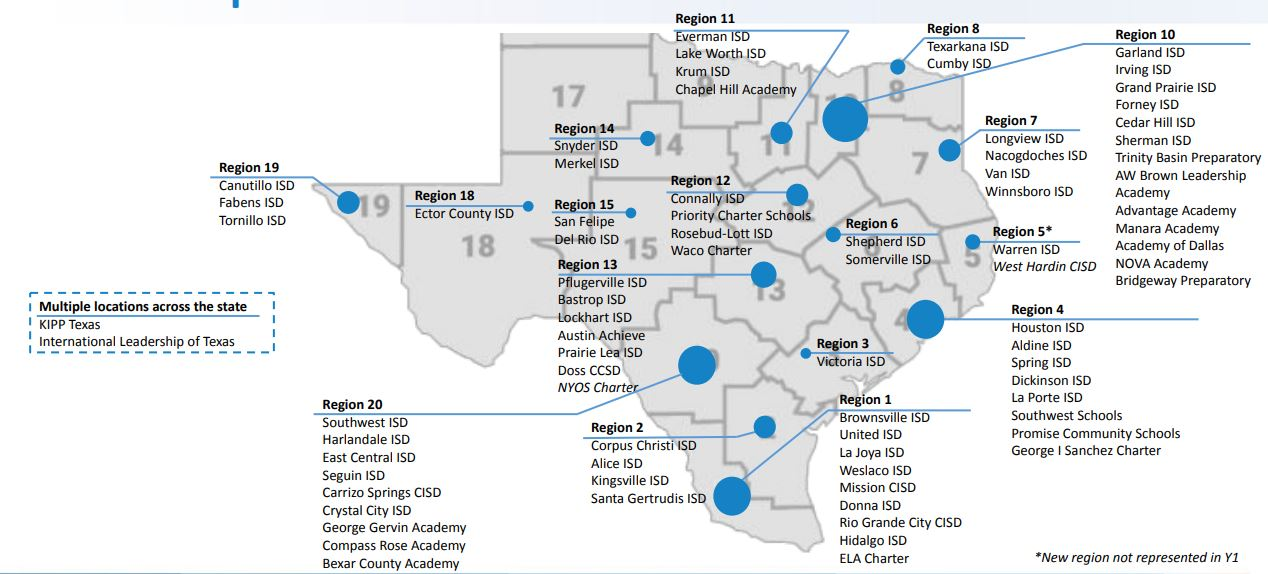 Region 11
Everman ISD
Lake Worth ISD
Krum ISD
Chapel Hill Academy
Region 8
Texarkana ISD
Cumby ISD
Region 10
Garland ISD
Irving ISD
Grand Prairie ISD
Forney ISD
Cedar Hill ISD
Sherman ISD
Trinity Basin Preparatory
AW Brown Leadership
Academy
Advantage Academy
Manara Academy
Academy of Dallas
NOVA Academy
Bridgeway Preparatory
Region 14
Snyder ISD
Merkel ISD
Region 7
Longview ISD
Nacogdoches ISD
Van ISD
Winnsboro ISD
Region 19
Canutillo ISD
Fabens ISD
Tornillo ISD
Region 18
Ector County ISD
Region 15
San Felipe
Del Rio ISD
Region 12
Connally ISD
Priority Charter Schools
Rosebud-Lott ISD
Waco Charter
Region 6
Shepherd ISD
Somerville ISD
Region 5*
Warren ISD
West Hardin CISD
Region 13
Pflugerville ISD
Bastrop ISD
Lockhart ISD
Austin Achieve
Prairie Lea ISD
Doss CCSD
NYOS Charter
Multiple locations across the state
KIPP Texas
International Leadership of Texas
Region 4
Houston ISD
Aldine ISD
Spring ISD
Dickinson ISD
La Porte ISD
Southwest Schools
Promise Community Schools
George I Sanchez Charter
Region 3
Victoria ISD
Region 20
Southwest ISD
Harlandale ISD
East Central ISD
Seguin ISD
Carrizo Springs CISD
Crystal City ISD
George Gervin Academy
Compass Rose Academy
Bexar County Academy
Region 2
Corpus Christi ISD
Alice ISD
Kingsville ISD
Santa Gertrudis ISD
Region 1
Brownsville ISD
United ISD
La Joya ISD
Weslaco ISD
Mission CISD
Donna ISD
Rio Grande City CISD
Hidalgo ISD
ELA Charter
*New region not represented in Y1
17
9
8
14
11
7
19
12
18
15
6
5
13
4